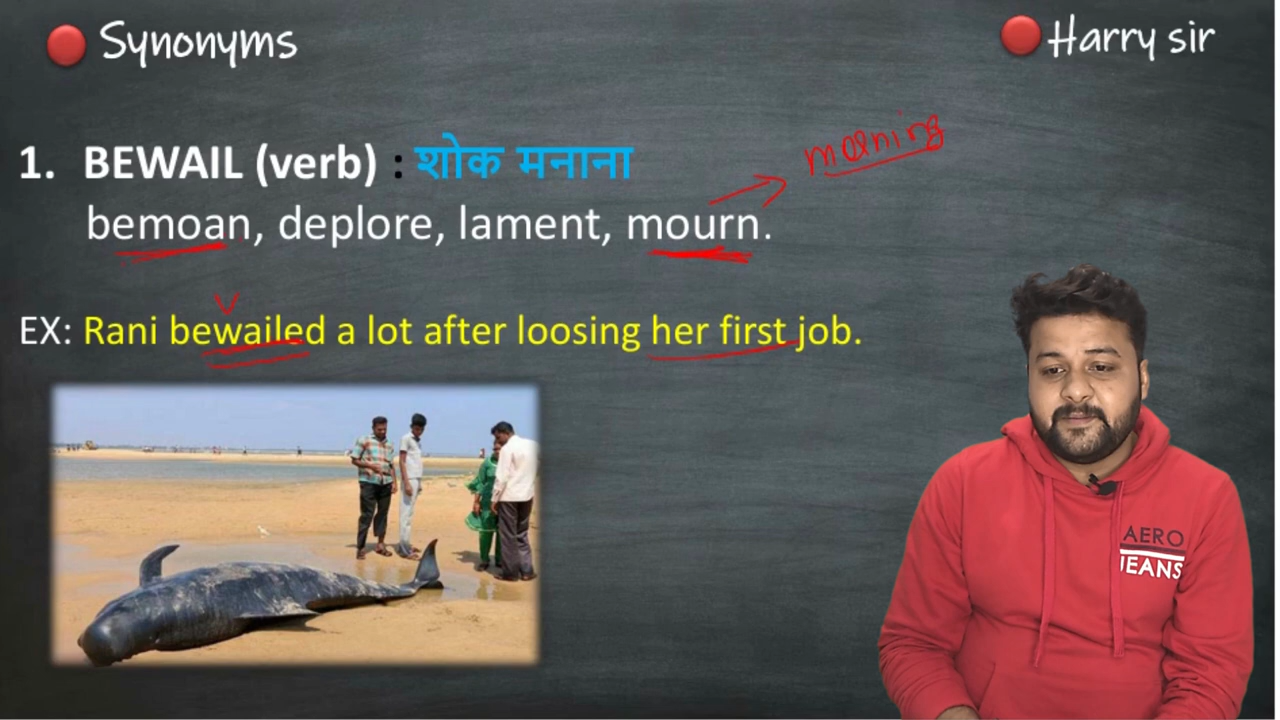 Synonyms
Harry sir
morning
1. BEWAIL (verb) : शोक मनाना
bemoan, deplore, lament, mourn.
EX: Rani bewailed a lot after loosing her first job.
AERO
JEANS